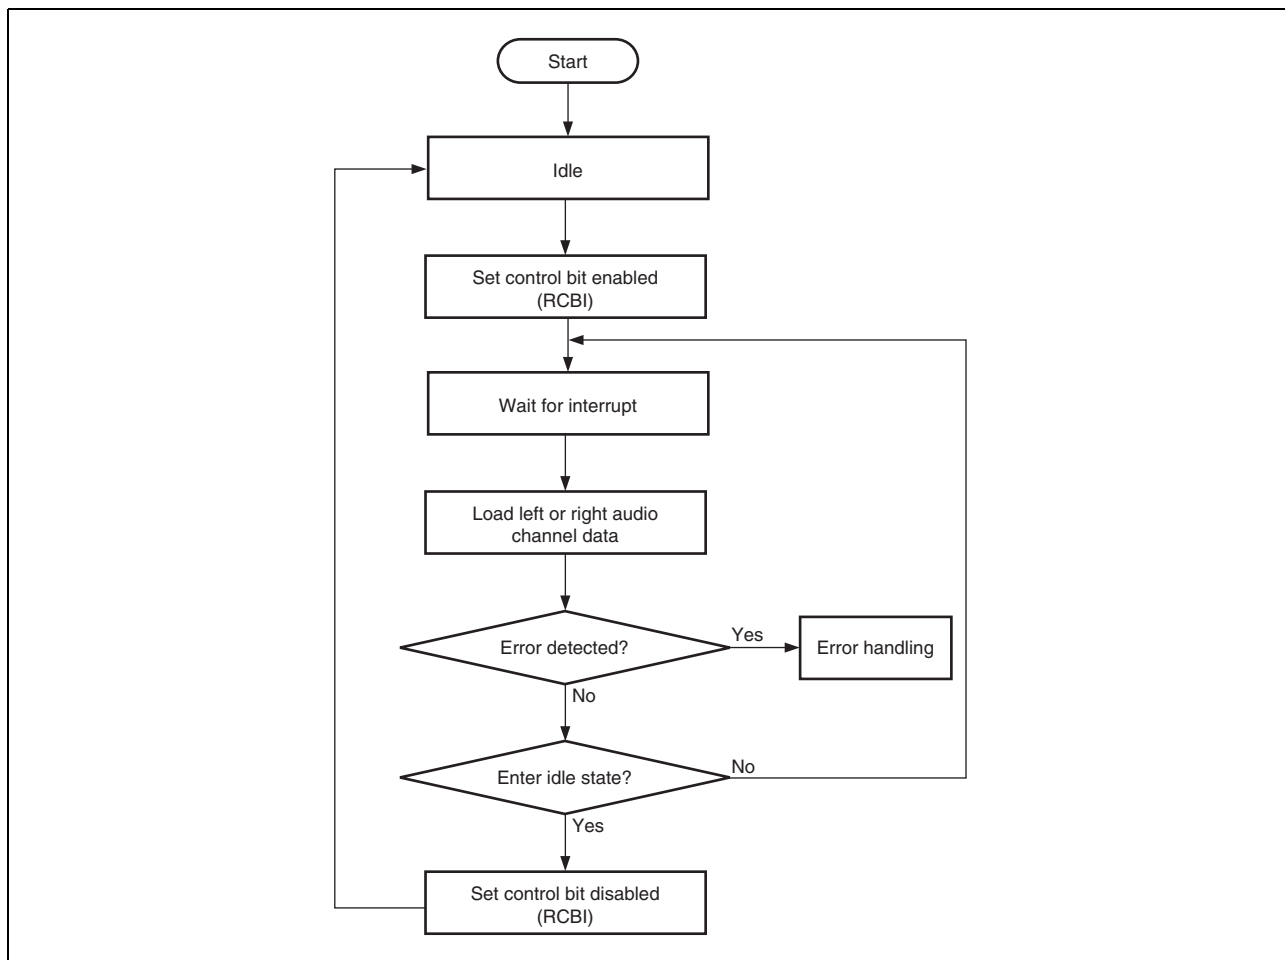 Start
Idle
Set control bit enabled
(RCBI)
Wait for interrupt
Load left or right audio
channel data
Error detected?
Yes
Error handling
No
Enter idle state?
No
Yes
Set control bit disabled
(RCBI)